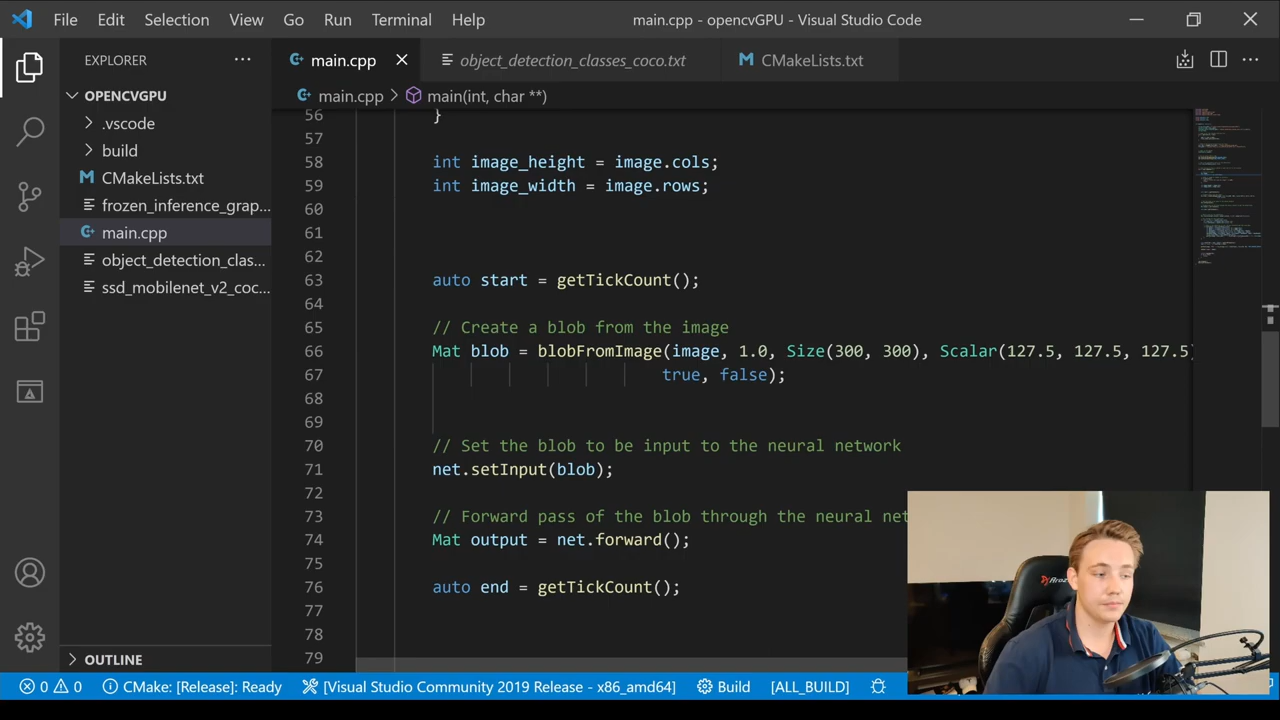 File Edit Selection View Go Run Terminal Help main.cpp - opencvGPU - Visual Studio Code
EXPLORER
main.cpp
object_detection_classes_coco.txt
CMakeLists.txt
OPENCVGPU
main.cpp > main(int, char **)
.vscode
build
CMakeLists.txt
frozen_inference_grap...
main.cpp
object_detection_clas...
ssd_mobilenet_v2_coc...
OUTLINE
56 }
57
58 int image_height = image.cols;
59 int image_width = image.rows;
60
61
62
63 auto start = getTickCount();
64
65 // Create a blob from the image
66 Mat blob = blobFromImage(image, 1.0, Size(300, 300), Scalar(127.5, 127.5, 127.5)
67 true, false);
68
69
70 // Set the blob to be input to the neural network
71 net.setInput(blob);
72
73 // Forward pass of the blob through the neural net
74 Mat output = net.forward();
75
76 auto end = getTickCount();
77
78
79
0 0 CMake: [Release]: Ready [Visual Studio Community 2019 Release - x86_amd64] Build [ALL_BUILD]